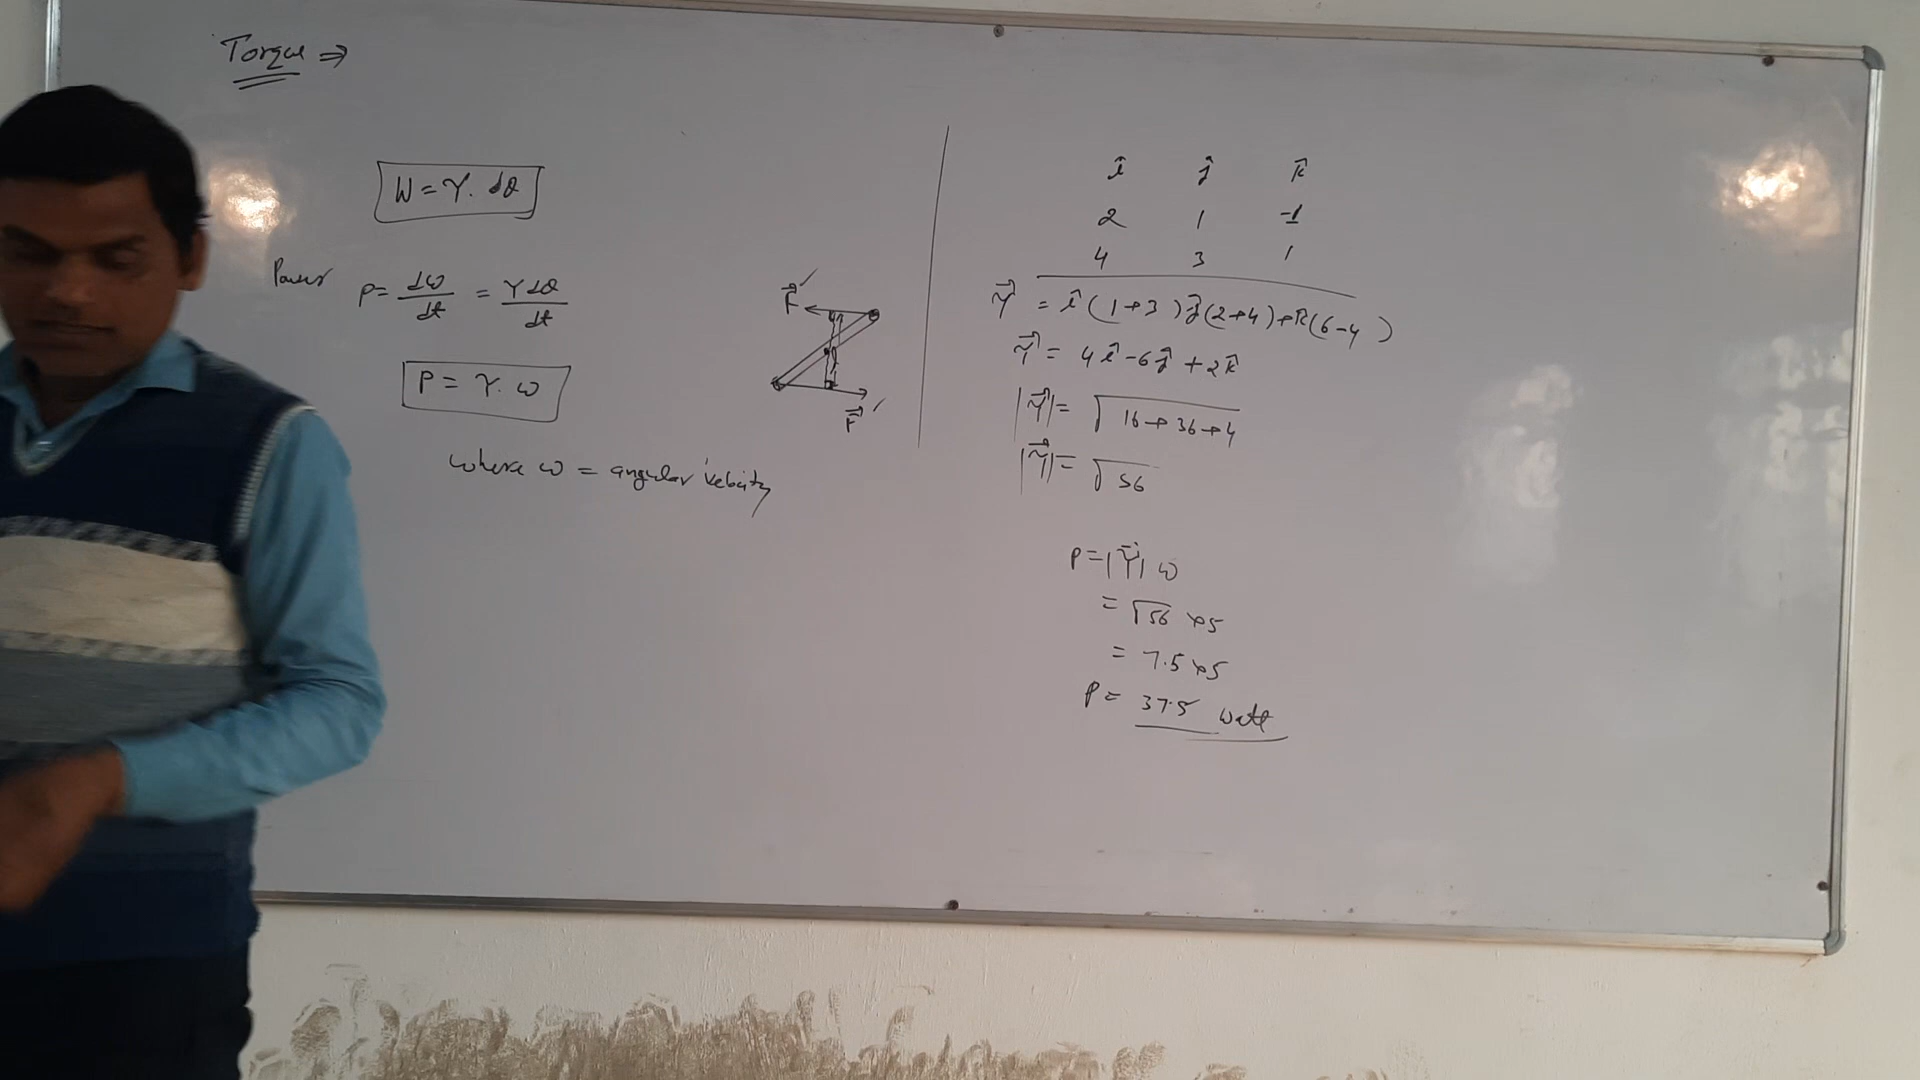 Torque ⇒
W = τ. dθ
Power P = dω/dt = τdθ/dt
P = τ. ω
where ω = angular velocity
F⃗
F⃗
î ĵ k̂
2 1 -1
4 3 1
τ⃗ = î(1+3) ĵ(2+4)+k̂(6-4)
τ⃗ = 4î-6ĵ+2k̂
|τ⃗|= √16+36+4
|τ⃗|= √56
P=|τ⃗| ω
= √56 ×5
= 7.5×5
P= 37.5 watt